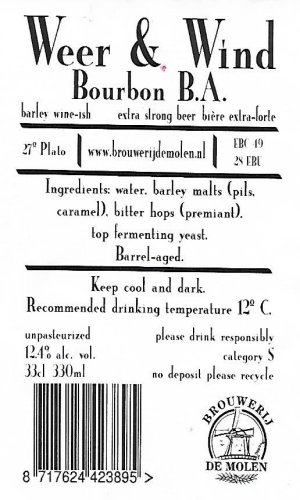 Weer & Wind
Bourbon B.A.
barley wine-ish extra strong beer bière extra-forte
27º Plato www.brouwerijdemolen.nl EBC 49
28 EBU
Ingredients: water, barley malts (pils,
caramel), bitter hops (premiant),
top fermenting yeast.
Barrel-aged.
Keep cool and dark.
Recommended drinking temperature 12º C.
unpasteurized please drink responsibly
12.4% alc. vol. category S
33cl 330ml no deposit please recycle
8 717624 423895 >
BROUWERIJ
DE MOLEN